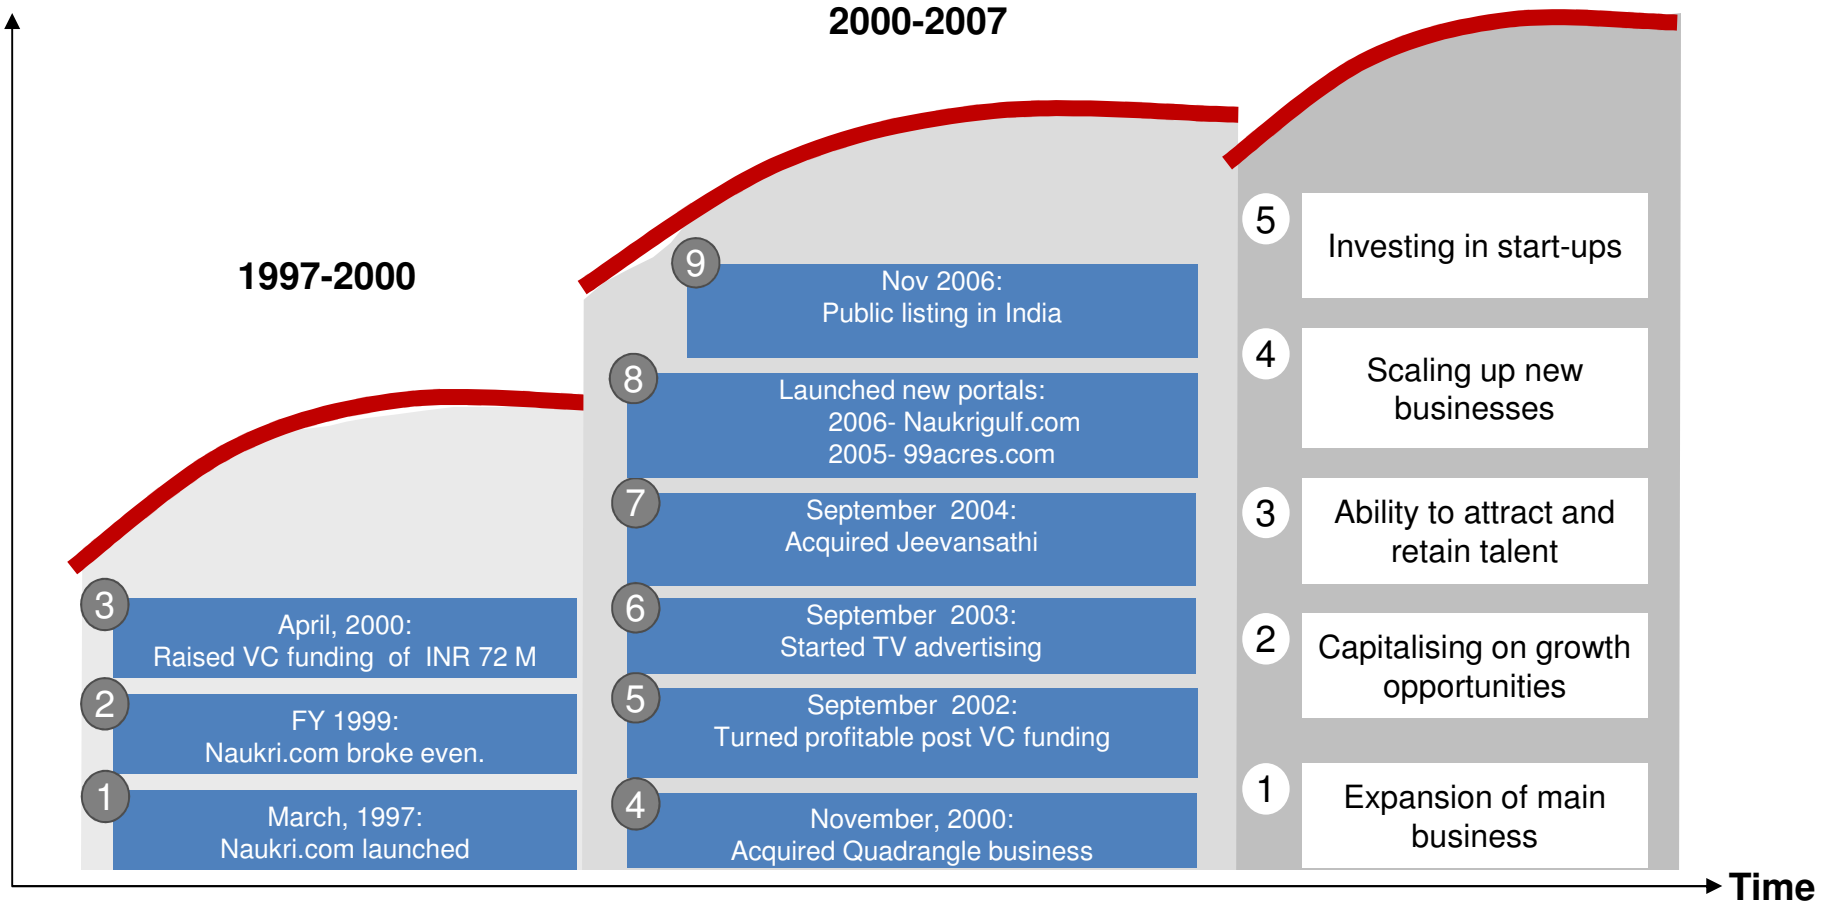 2000-2007
1997-2000
3
April, 2000:
Raised VC funding of INR 72 M
2
FY 1999:
Naukri.com broke even.
1
March, 1997:
Naukri.com launched
9
Nov 2006:
Public listing in India
8
Launched new portals:
2006- Naukrigulf.com
2005- 99acres.com
7
September 2004:
Acquired Jeevansathi
6
September 2003:
Started TV advertising
5
September 2002:
Turned profitable post VC funding
4
November, 2000:
Acquired Quadrangle business
5
Investing in start-ups
4
Scaling up new
businesses
3
Ability to attract and
retain talent
2
Capitalising on growth
opportunities
1
Expansion of main
business
Time